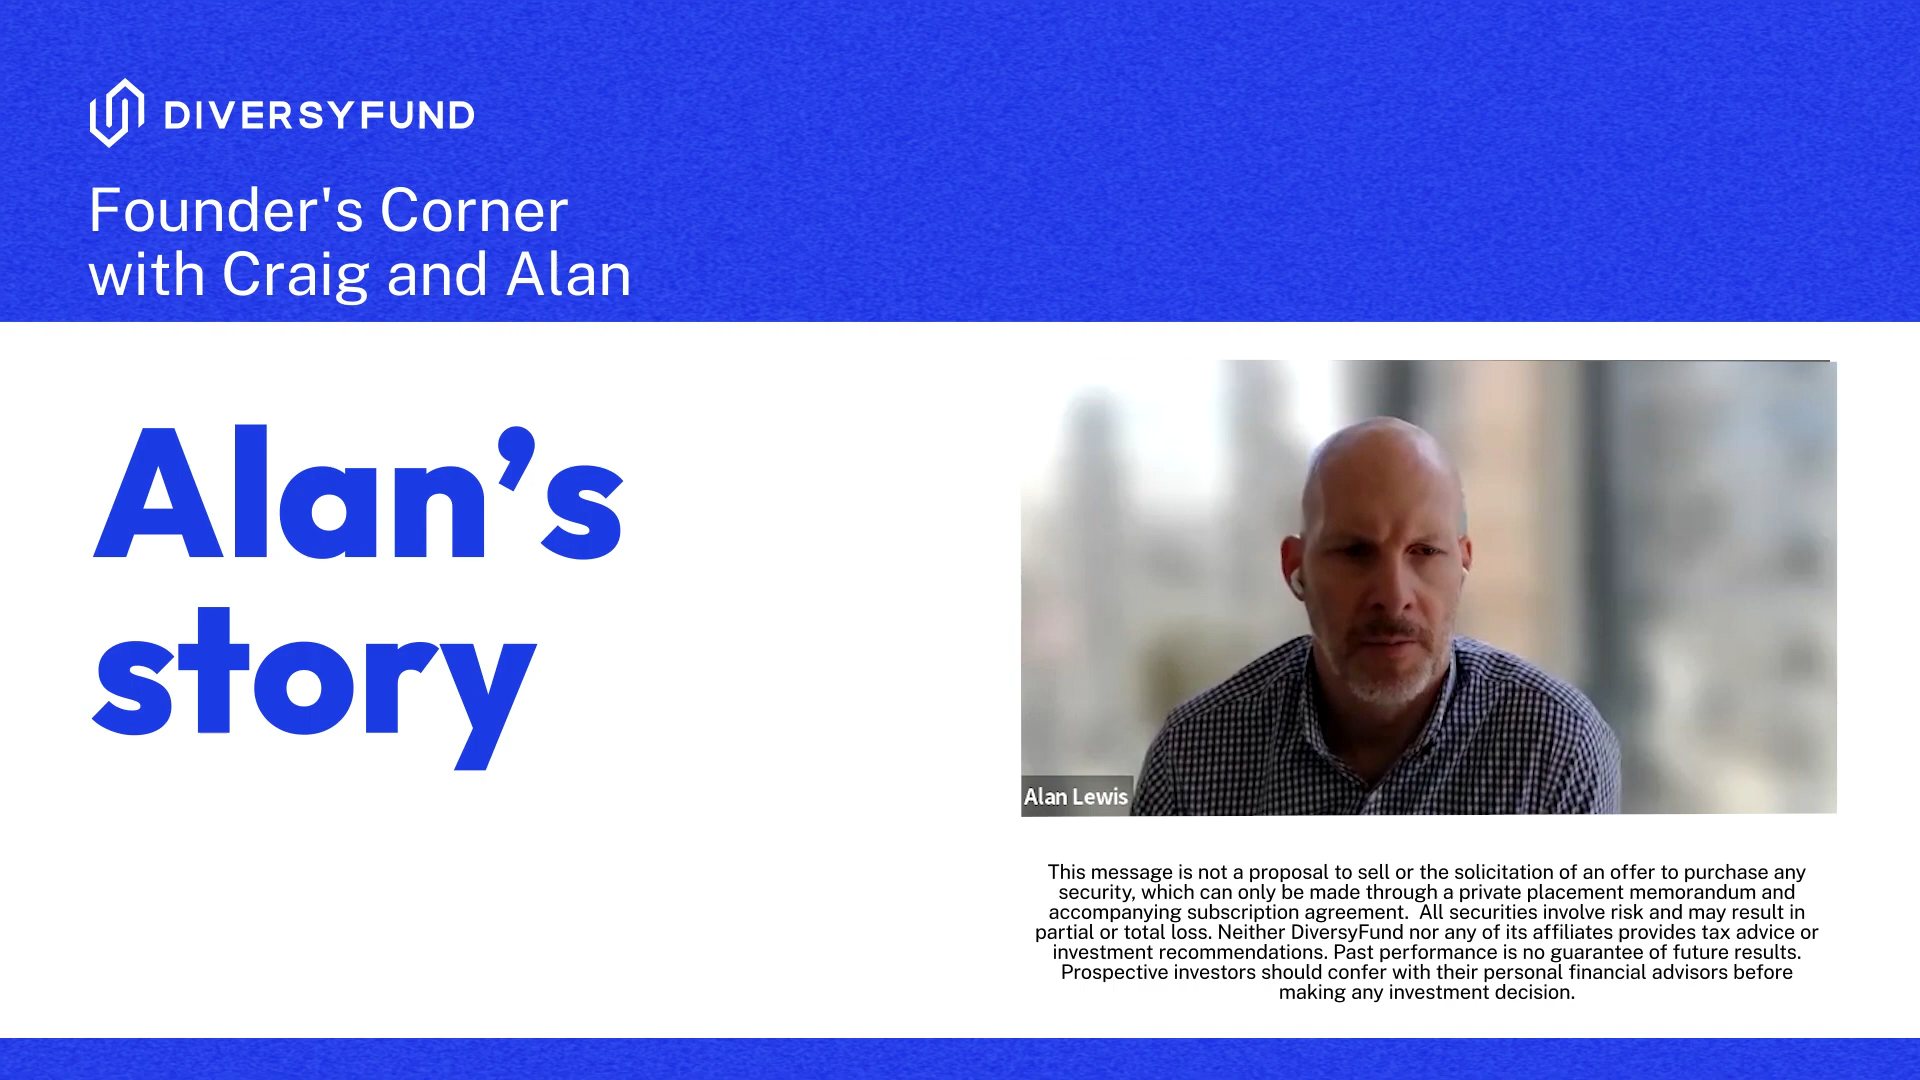 DIVERSYFUND
Founder's Corner
with Craig and Alan
Alan’s
story
Alan Lewis
This message is not a proposal to sell or the solicitation of an offer to purchase any
security, which can only be made through a private placement memorandum and
accompanying subscription agreement.  All securities involve risk and may result in
partial or total loss. Neither DiversyFund nor any of its affiliates provides tax advice or
investment recommendations. Past performance is no guarantee of future results.
Prospective investors should confer with their personal financial advisors before
making any investment decision.